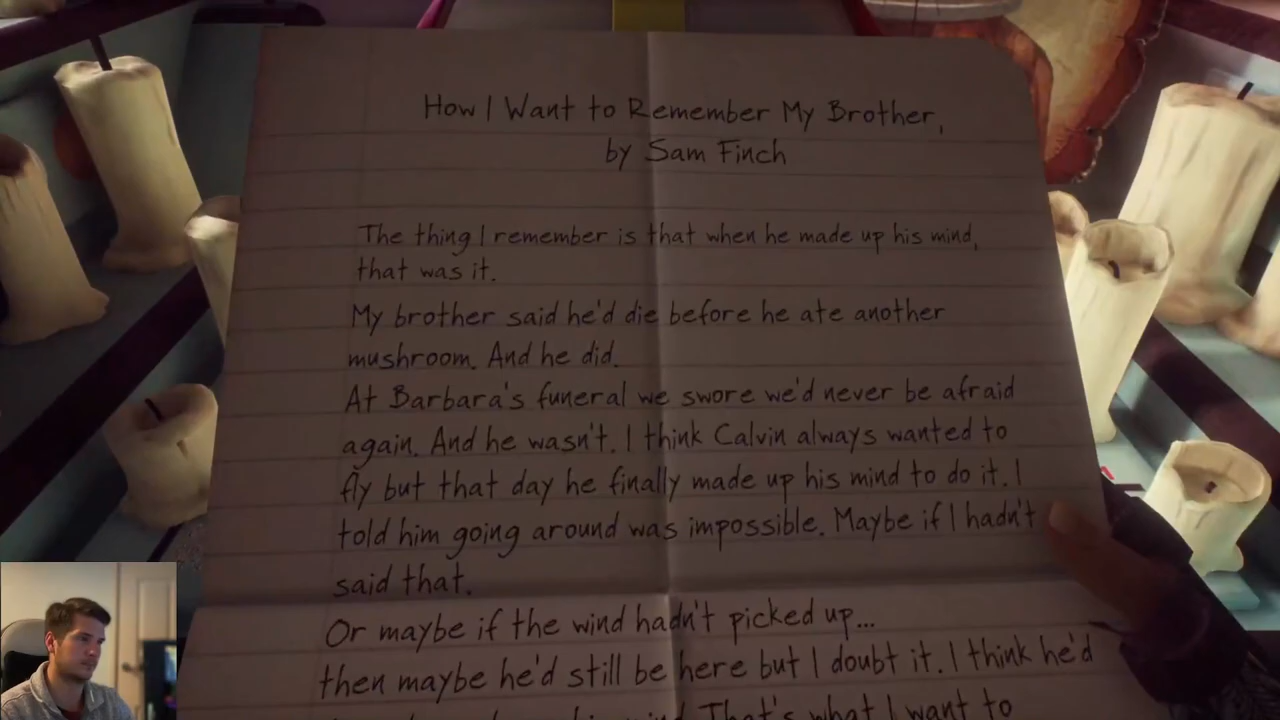 How I Want to Remember My Brother,
by Sam Finch
The thing I remember is that when he made up his mind,
that was it.
My brother said he'd die before he ate another
mushroom. And he did.
At Barbara's funeral we swore we'd never be afraid
again. And he wasn't. I think Calvin always wanted to
fly but that day he finally made up his mind to do it. I
told him going around was impossible. Maybe if I hadn't
said that.
Or maybe if the wind hadn't picked up...
then maybe he'd still be here but I doubt it. I think he'd
mind. That's what I want to